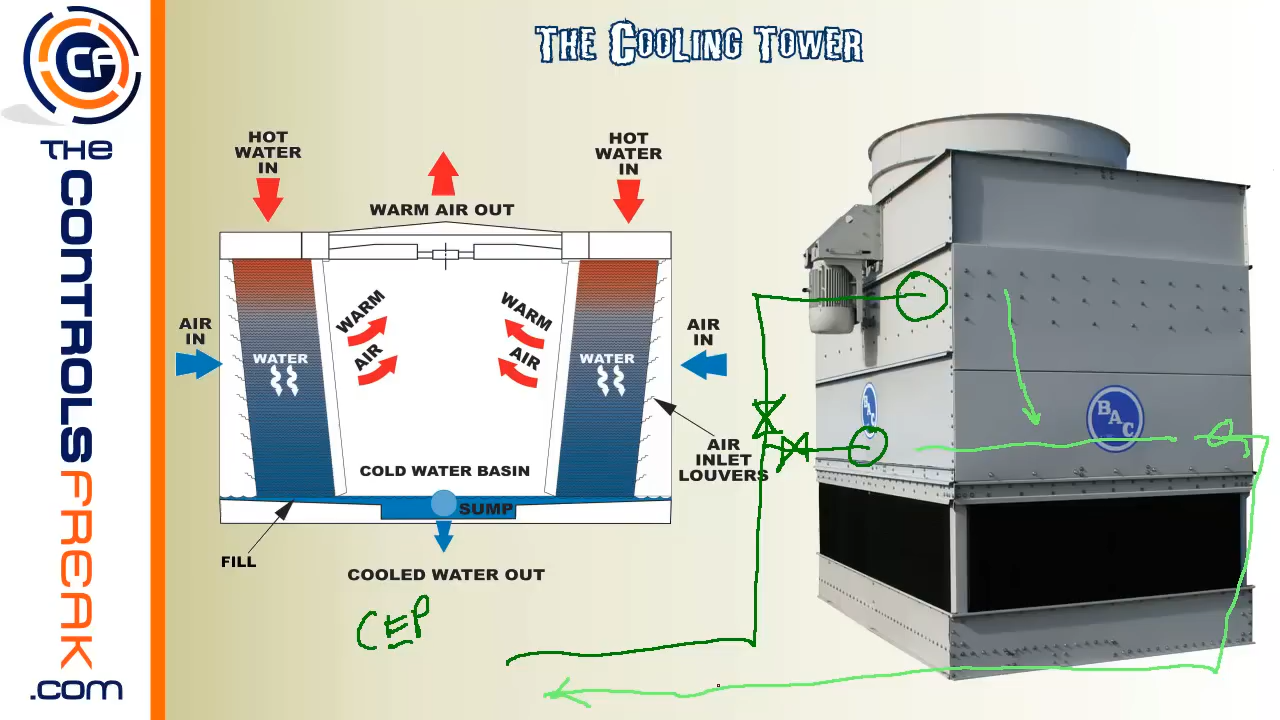 THE COOLING TOWER
CF
THE
CONTROLS
FREAK
.COM
HOT
WATER
IN
HOT
WATER
IN
WARM AIR OUT
AIR
IN
WARM
AIR
WARM
AIR
AIR
IN
WATER
WATER
AIR
INLET
LOUVERS
COLD WATER BASIN
SUMP
FILL
COOLED WATER OUT
CEP
BAC
BAC